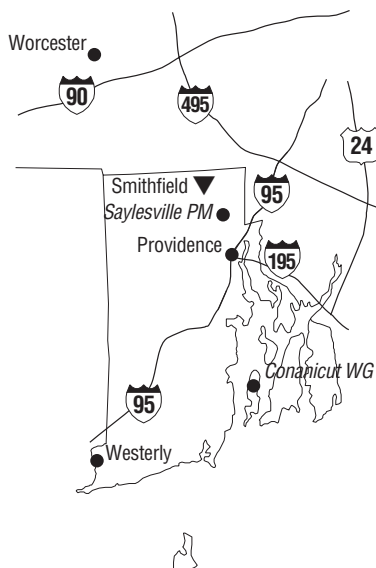 Worcester
90
495
24
Smithfield
95
Saylesville PM
Providence
195
Conanicut WG
95
Westerly